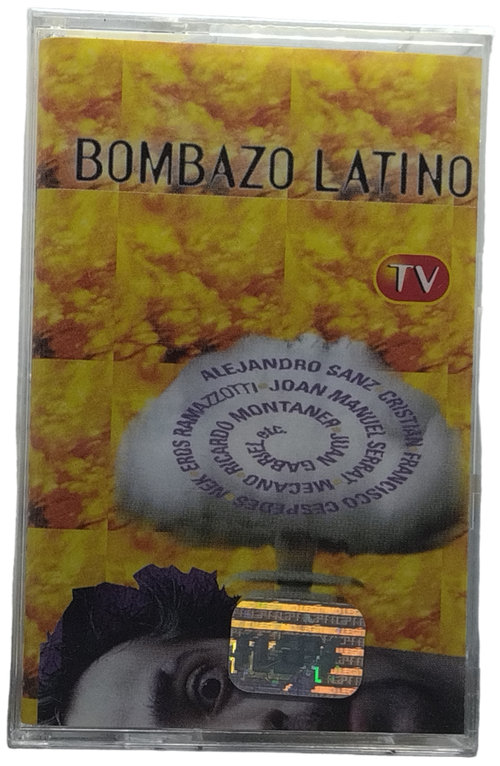 BOMBAZO LATINO
TV
ALEJANDRO SANZ · CRISTIAN · FRANCISCO CESPEDES · NEK · EROS RAMAZZOTTI · JOAN MANUEL SERRAT · MECANO · RICARDO MONTANER · JUAN GABRIEL etc.